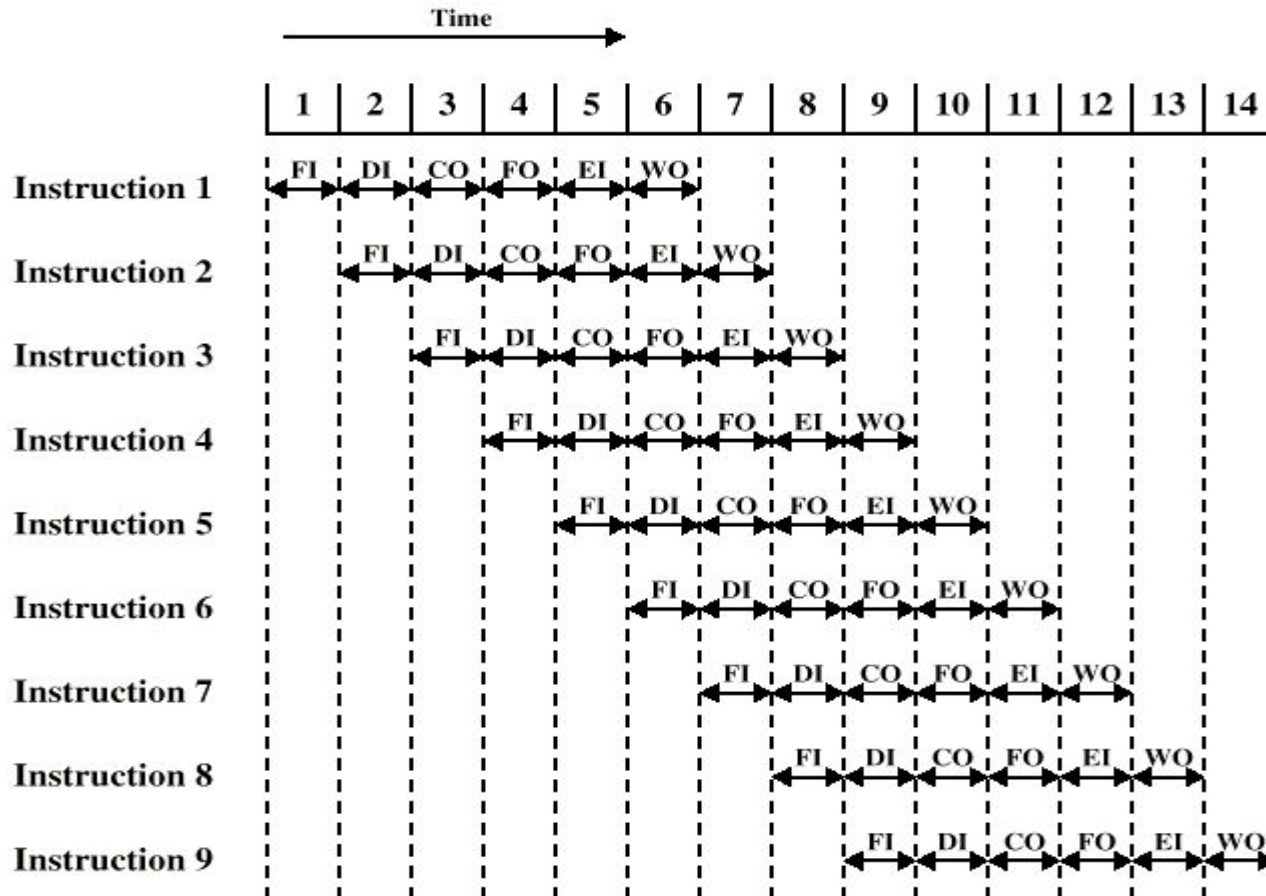 Time
1 2 3 4 5 6 7 8 9 10 11 12 13 14
Instruction 1 FI DI CO FO EI WO
Instruction 2 FI DI CO FO EI WO
Instruction 3 FI DI CO FO EI WO
Instruction 4 FI DI CO FO EI WO
Instruction 5 FI DI CO FO EI WO
Instruction 6 FI DI CO FO EI WO
Instruction 7 FI DI CO FO EI WO
Instruction 8 FI DI CO FO EI WO
Instruction 9 FI DI CO FO EI WO